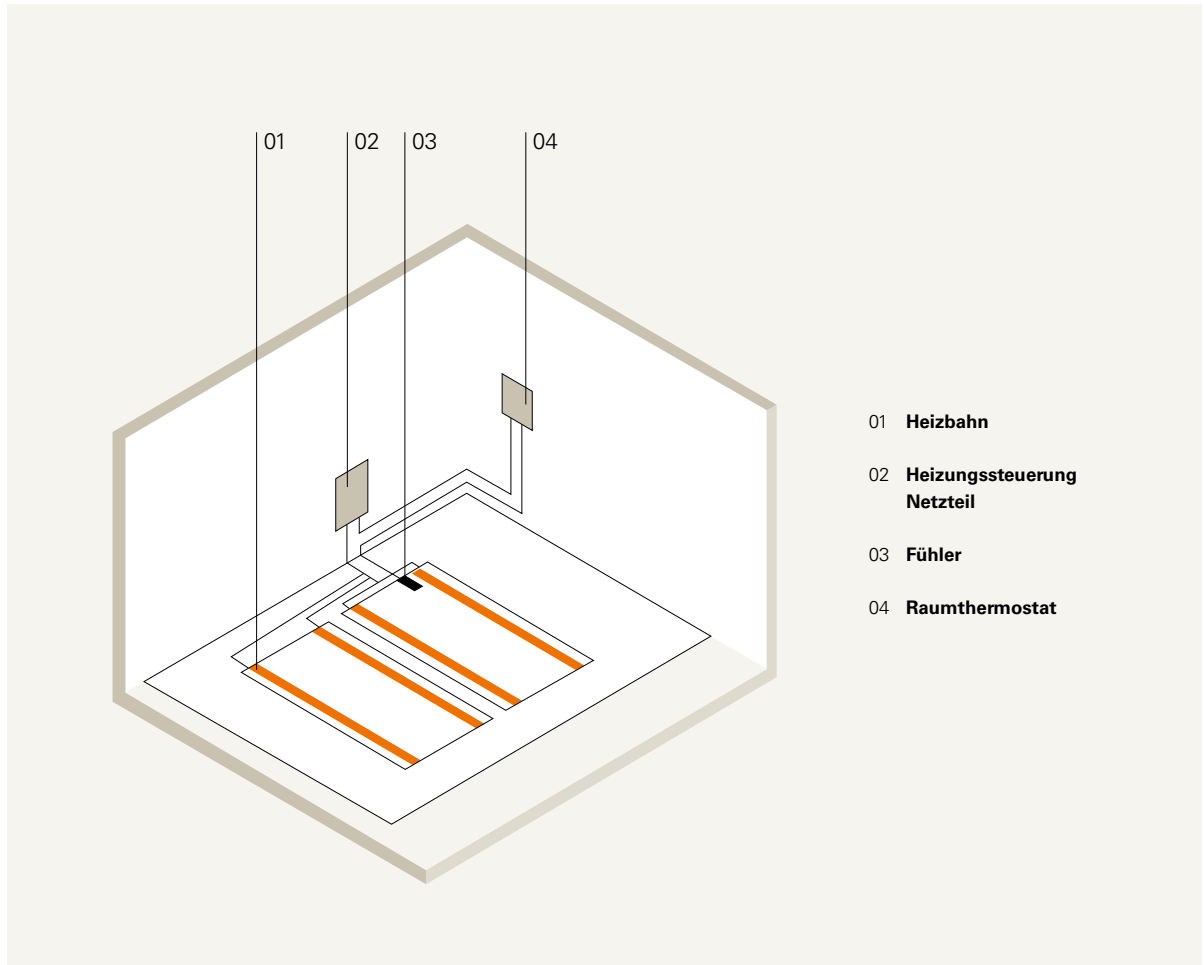 01
02
03
04
01 Heizbahn
02 Heizungssteuerung
Netzteil
03 Fühler
04 Raumthermostat